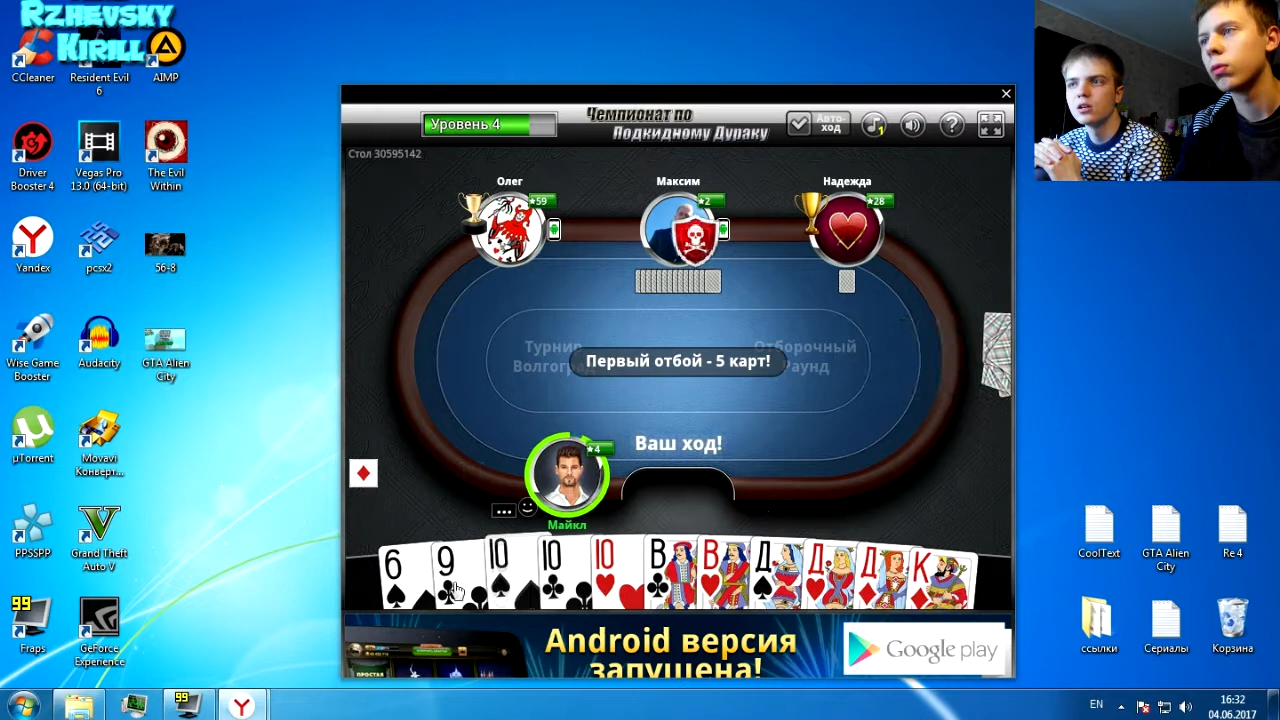 Rzhevsky
Kirill
CCleaner
Resident Evil
6
AIMP
Driver
Booster 4
Vegas Pro
13.0 (64-bit)
The Evil
Within
Yandex
pcsx2
56-8
Wise Game
Booster
Audacity
GTA Alien
City
µTorrent
Movavi
Конверт...
PPSSPP
Grand Theft
Auto V
99
Fraps
GeForce
Experience
Уровень 4
Чемпионат по
Подкидному Дураку
Авто-
ход
1
?
Стол 30595142
Олег
Максим
Надежда
59
2
28
Турнир
Отборочный
Первый отбой - 5 карт!
Раунд
Ваш ход!
4
Майкл
6
9
10
10
10
В
В
Д
Д
Д
К
Android версия
запущена!
Google play
CoolText
GTA Alien
City
Re 4
ссылки
Сериалы
Корзина
99
EN
16:32
04.06.2017